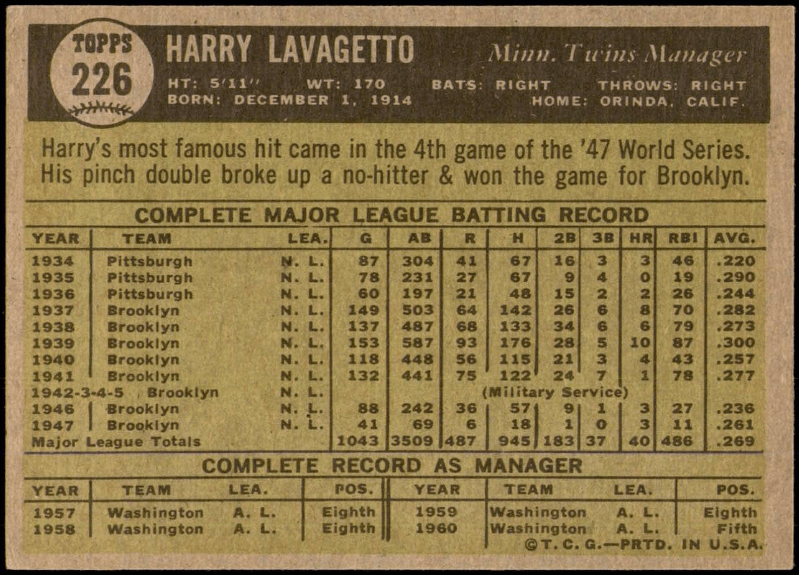 TOPPS
226
HARRY LAVAGETTO Minn. Twins Manager
HT: 5'11" WT: 170 BATS: RIGHT THROWS: RIGHT
BORN: DECEMBER 1, 1914 HOME: ORINDA, CALIF.
Harry's most famous hit came in the 4th game of the '47 World Series.
His pinch double broke up a no-hitter & won the game for Brooklyn.
COMPLETE MAJOR LEAGUE BATTING RECORD
YEAR TEAM LEA. G AB R H 2B 3B HR RBI AVG.
1934 Pittsburgh N. L. 87 304 41 67 16 3 3 46 .220
1935 Pittsburgh N. L. 78 231 27 67 9 4 0 19 .290
1936 Pittsburgh N. L. 60 197 21 48 15 2 2 26 .244
1937 Brooklyn N. L. 149 503 64 142 26 6 8 70 .282
1938 Brooklyn N. L. 137 487 68 133 34 6 6 79 .273
1939 Brooklyn N. L. 153 587 93 176 28 5 10 87 .300
1940 Brooklyn N. L. 118 448 56 115 21 3 4 43 .257
1941 Brooklyn N. L. 132 441 75 122 24 7 1 78 .277
1942-3-4-5 Brooklyn N. L. (Military Service)
1946 Brooklyn N. L. 88 242 36 57 9 1 3 27 .236
1947 Brooklyn N. L. 41 69 6 18 1 0 3 11 .261
Major League Totals 1043 3509 487 945 183 37 40 486 .269
COMPLETE RECORD AS MANAGER
YEAR TEAM LEA. POS. YEAR TEAM LEA. POS.
1957 Washington A. L. Eighth 1959 Washington A. L. Eighth
1958 Washington A. L. Eighth 1960 Washington A. L. Fifth
©T. C. G.—PRTD. IN U.S.A.